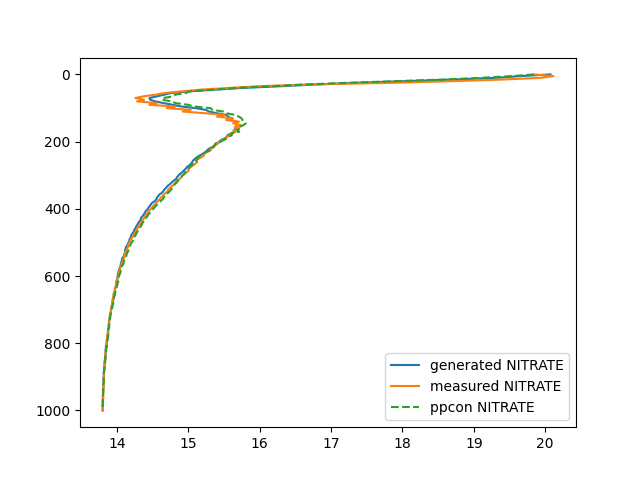 0
200
400
600
800
1000
14 15 16 17 18 19 20
generated NITRATE
measured NITRATE
ppcon NITRATE